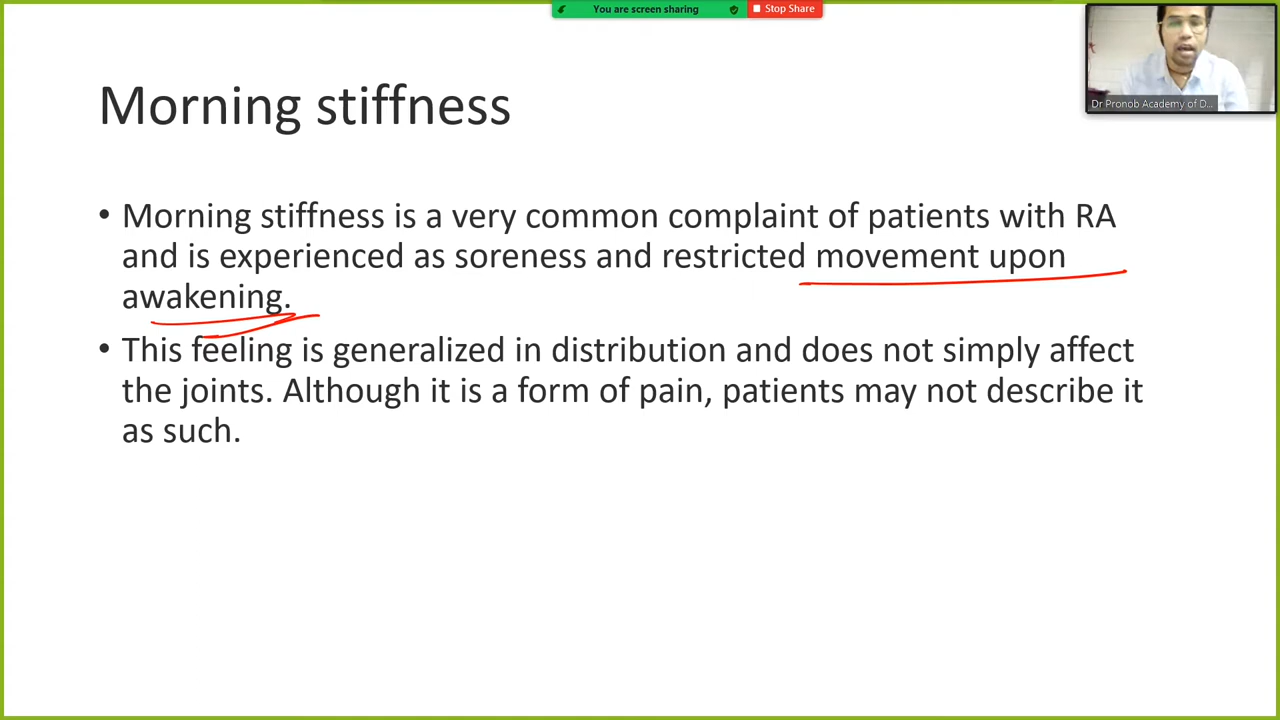 You are screen sharing
Stop Share
Dr Pronob Academy of D...
Morning stiffness
• Morning stiffness is a very common complaint of patients with RA
and is experienced as soreness and restricted movement upon
awakening.
• This feeling is generalized in distribution and does not simply affect
the joints. Although it is a form of pain, patients may not describe it
as such.